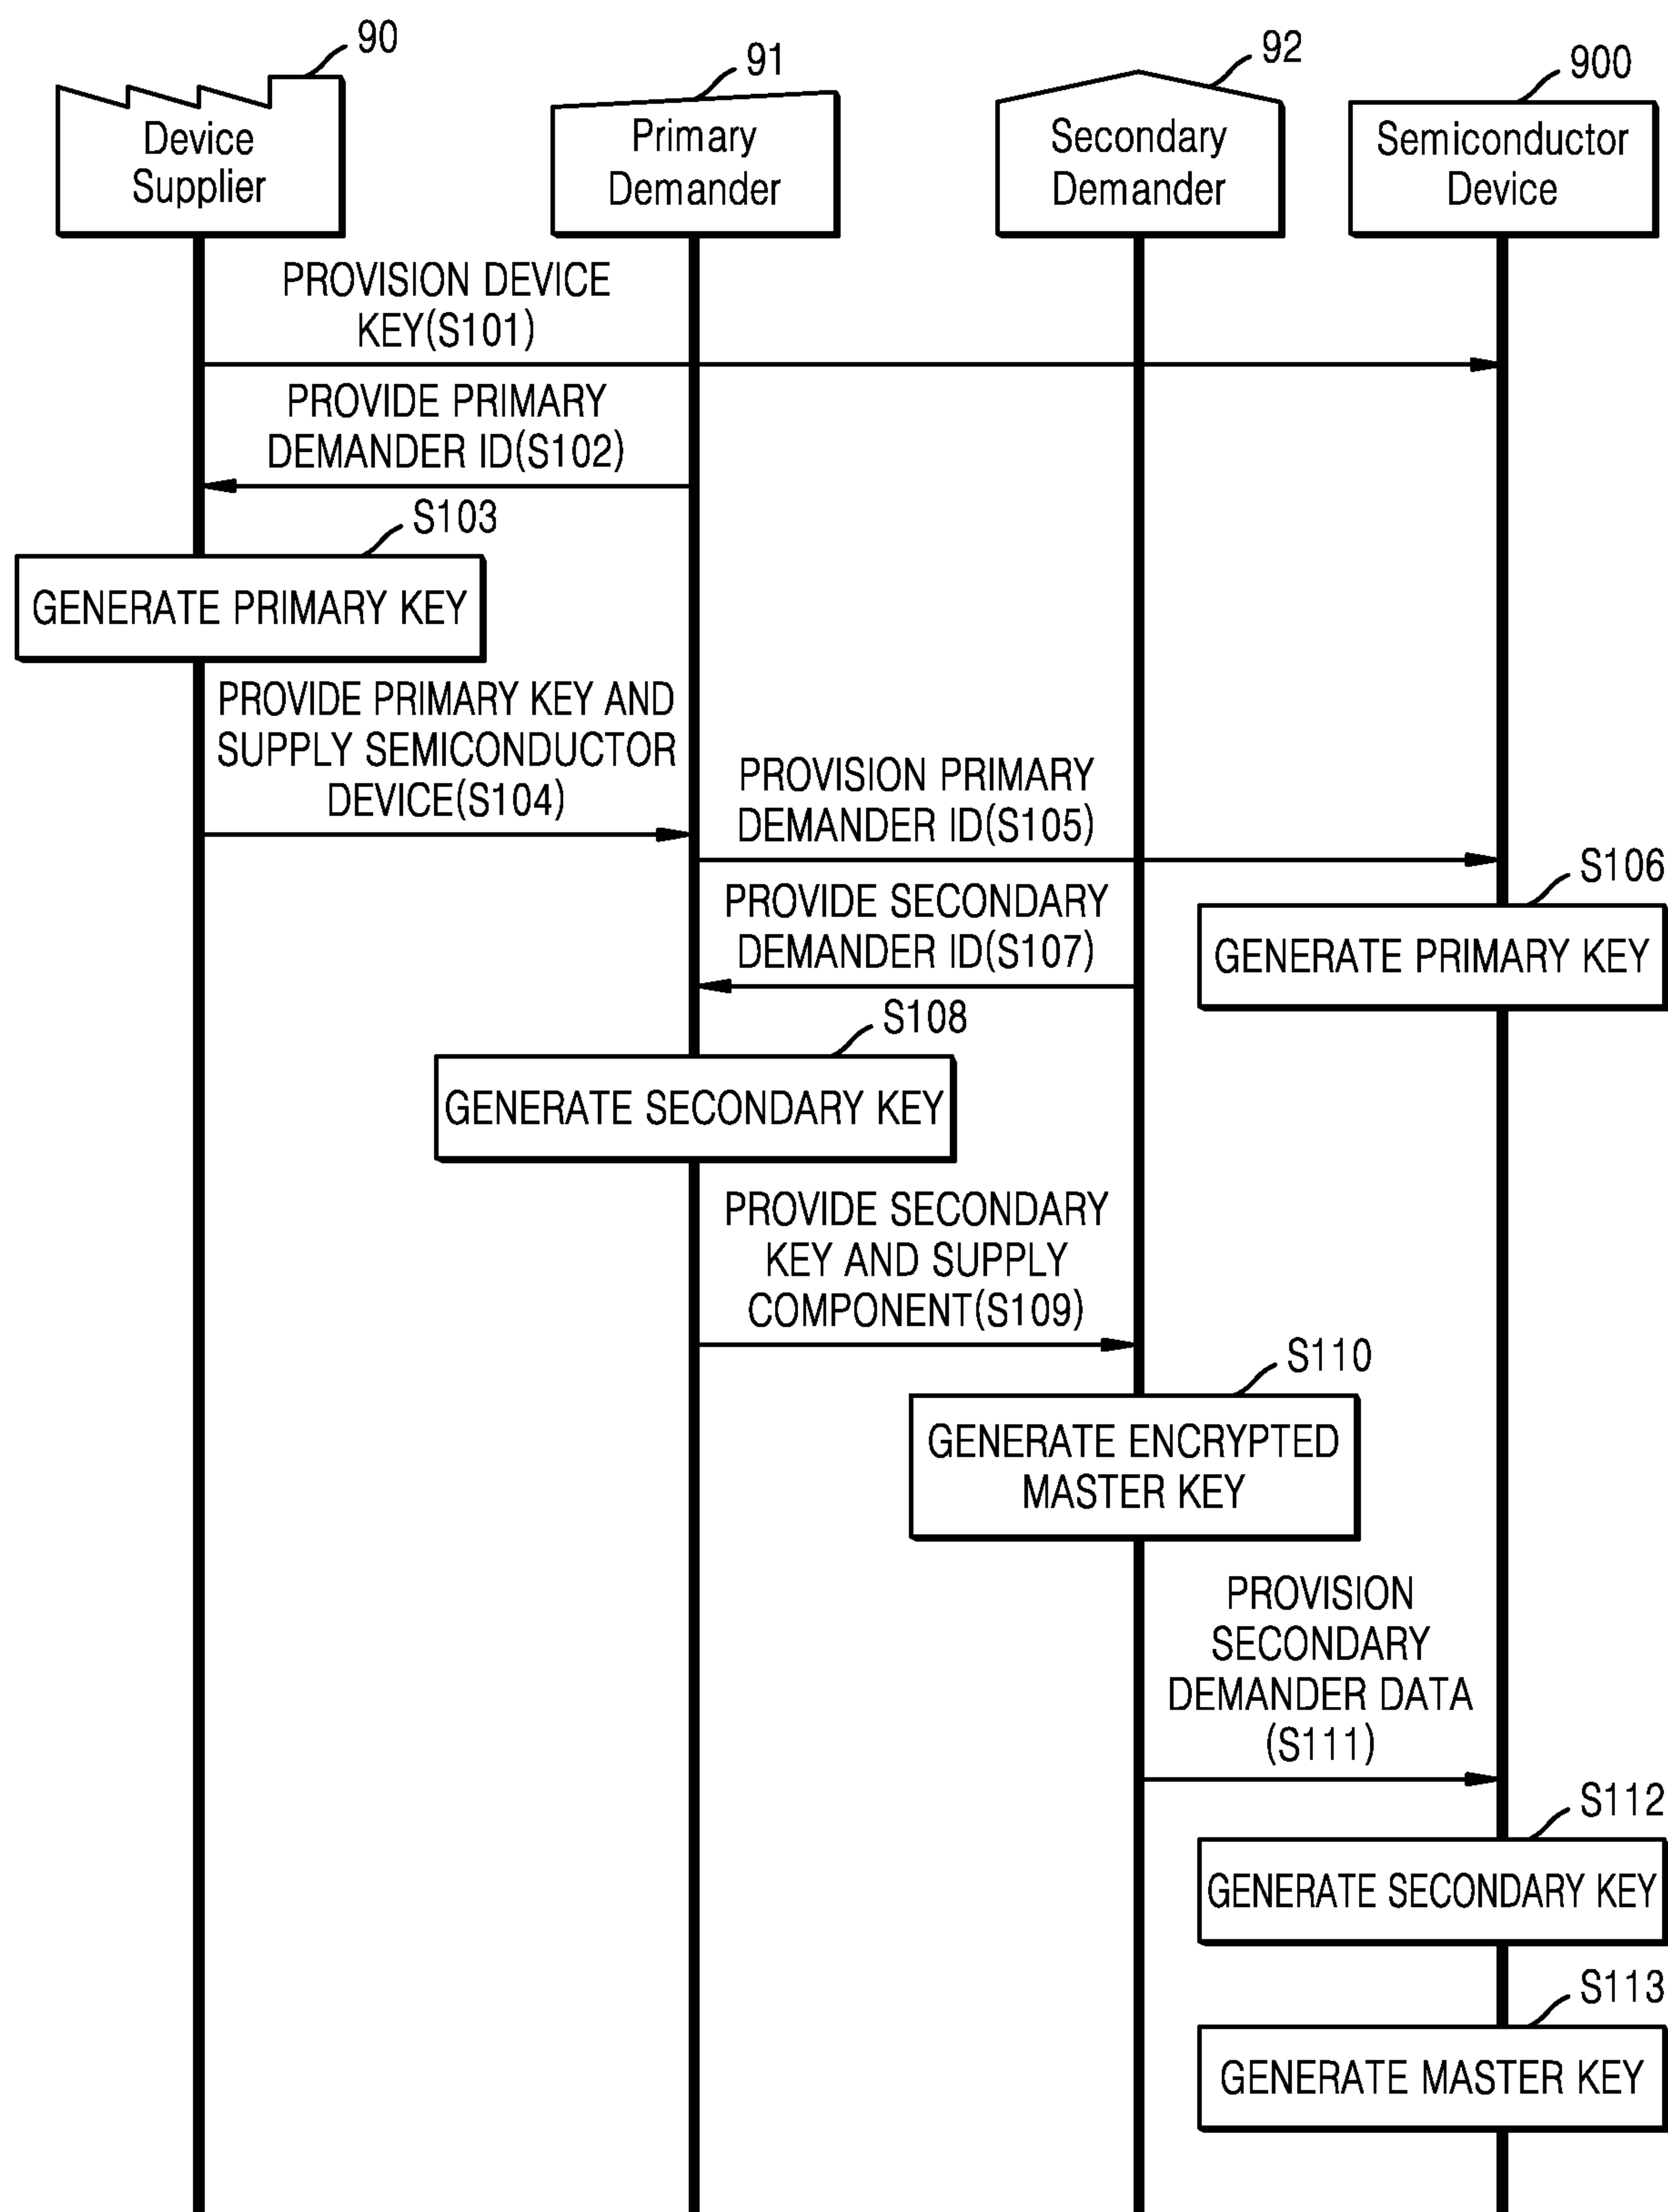 90
91
92
900
Device
Supplier
Primary
Demander
Secondary
Demander
Semiconductor
Device
PROVISION DEVICE
KEY(S101)
PROVIDE PRIMARY
DEMANDER ID(S102)
S103
GENERATE PRIMARY KEY
PROVIDE PRIMARY KEY AND
SUPPLY SEMICONDUCTOR
DEVICE(S104)
PROVISION PRIMARY
DEMANDER ID(S105)
S106
GENERATE PRIMARY KEY
PROVIDE SECONDARY
DEMANDER ID(S107)
S108
GENERATE SECONDARY KEY
PROVIDE SECONDARY
KEY AND SUPPLY
COMPONENT(S109)
S110
GENERATE ENCRYPTED
MASTER KEY
PROVISION
SECONDARY
DEMANDER DATA
(S111)
S112
GENERATE SECONDARY KEY
S113
GENERATE MASTER KEY